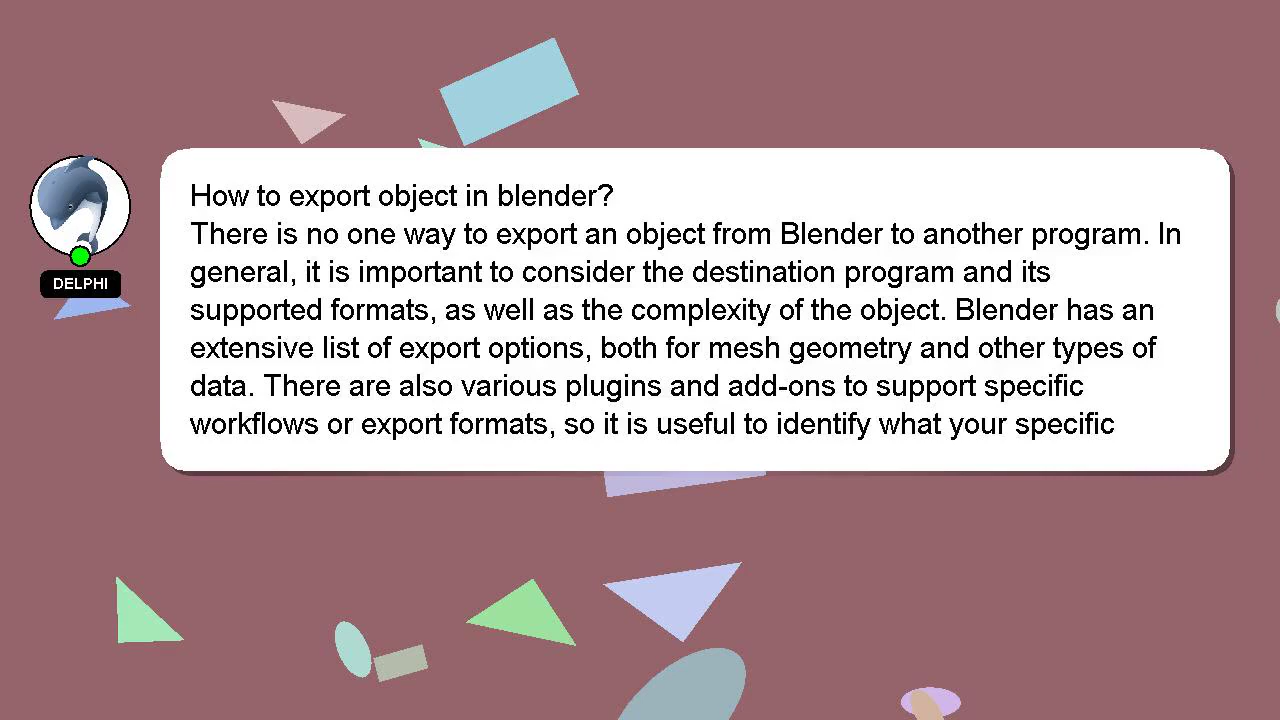 How to export object in blender?
There is no one way to export an object from Blender to another program. In
general, it is important to consider the destination program and its
supported formats, as well as the complexity of the object. Blender has an
extensive list of export options, both for mesh geometry and other types of
data. There are also various plugins and add-ons to support specific
workflows or export formats, so it is useful to identify what your specific
DELPHI